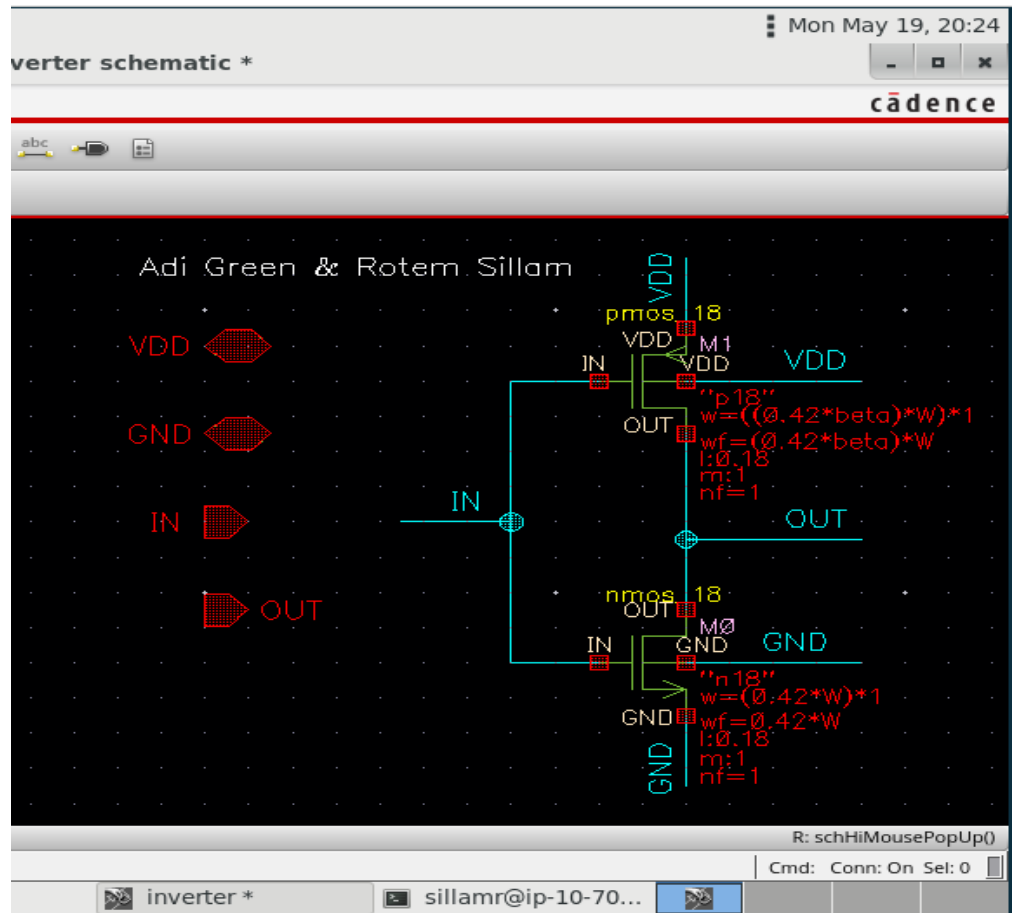 Mon May 19, 20:24
verter schematic *
cādence
abc
Adi Green & Rotem Sillam
VDD
pmos_18
VDD
VDD
M1
IN
VDD
VDD
"p18"
w=((0.42*beta)*W)*1
OUT
GND
wf=(0.42*beta)*W
l:0.18
m:1
nf=1
IN
IN
OUT
OUT
nmos_18
OUT
M0
IN
GND
GND
"n18"
w=(0.42*W)*1
GND
wf=0.42*W
l:0.18
GND
m:1
nf=1
R: schHiMousePopUp()
Cmd: Conn: On Sel: 0
inverter *
sillamr@ip-10-70...